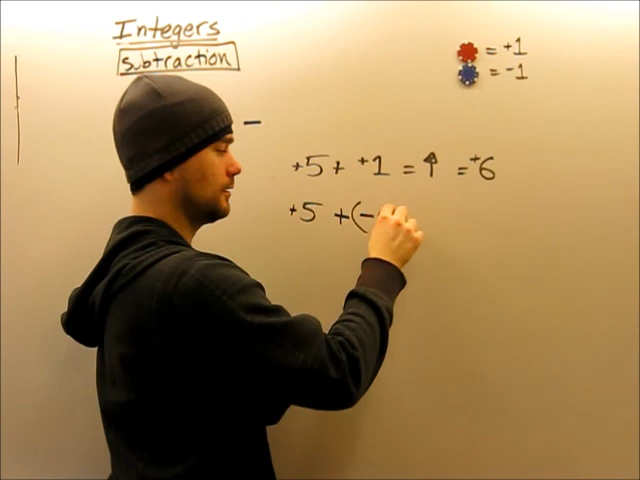 Integers
subtraction
= +1
= -1
-
+5 + +1 = ↑ = +6
+5 + (-